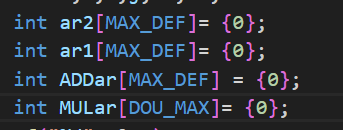 int ar2[MAX_DEF]= {0};
int ar1[MAX_DEF]= {0};
int ADDar[MAX_DEF] = {0};
int MULar[DOU_MAX]= {0};